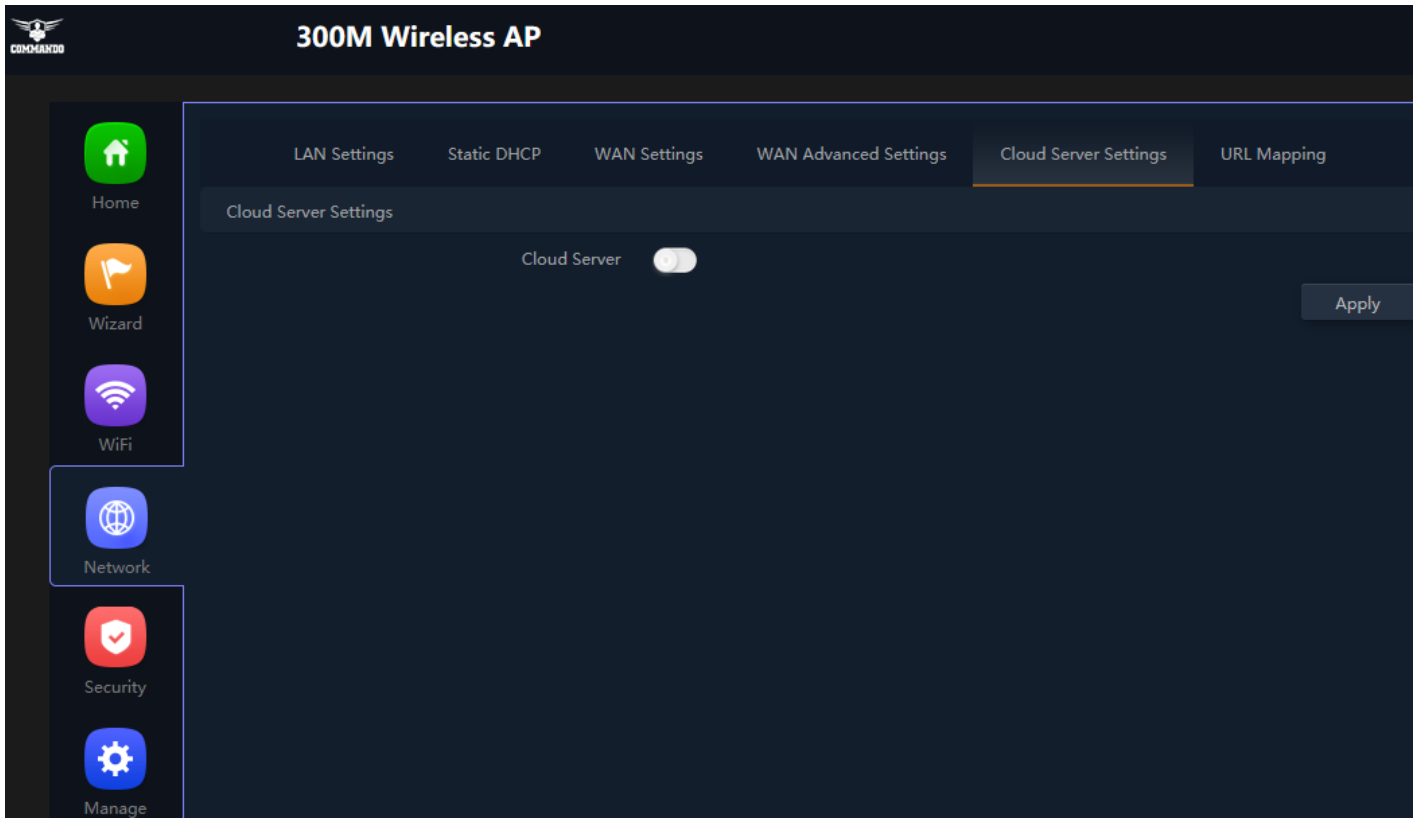 COMMANDO
300M Wireless AP
LAN Settings Static DHCP WAN Settings WAN Advanced Settings Cloud Server Settings URL Mapping
Home
Cloud Server Settings
Cloud Server
Apply
Wizard
WiFi
Network
Security
Manage